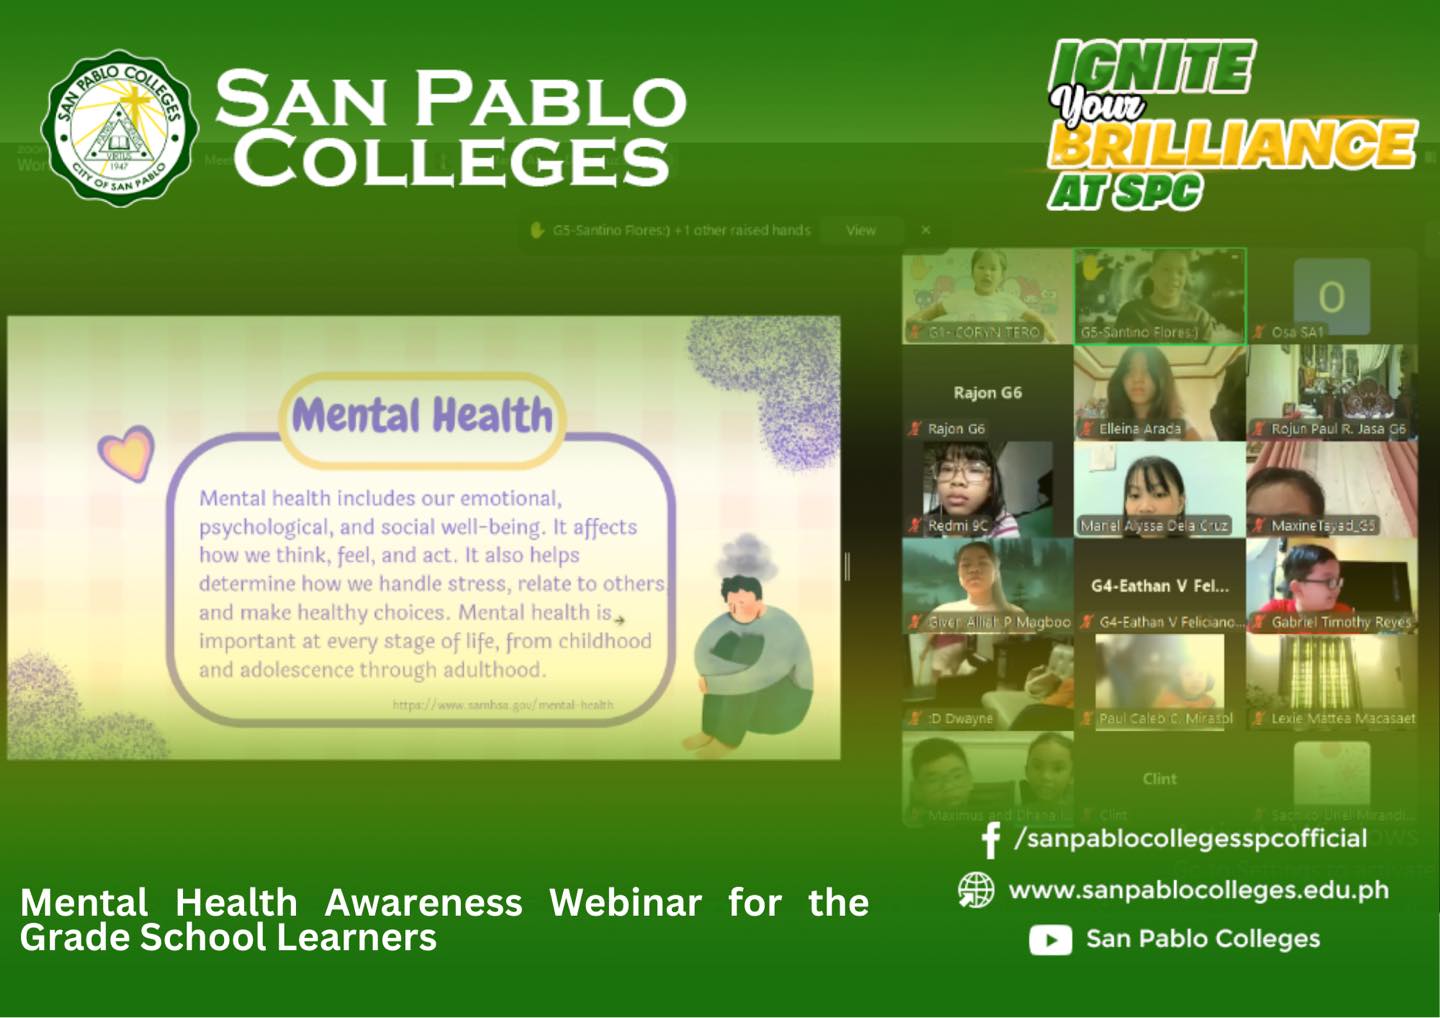 SAN PABLO COLLEGES
CITY OF SAN PABLO
VIRTUS
1947
SAN PABLO
COLLEGES
IGNITE
Your
BRILLIANCE
AT SPC
zoom
G5-Santino Flores:) +1 other raised hands
View
G1- CORYN TERO
G5-Santino Flores:)
O
Osa SA1
Rajon G6
Rajon G6
Elleina Arada
Rojun Paul R. Jasa G6
Redmi 9C
Mariel Alyssa Dela Cruz
MaxineTayad_G5
Given Alliah P Magboo
G4-Eathan V Fel...
G4-Eathan V Feliciano...
Gabriel Timothy Reyes
:D Dwayne
Paul Caleb C. Mirasol
Lexie Mattea Macasaet
Maximus and Dhana
Clint
Clint
Mental Health
Mental health includes our emotional,
psychological, and social well-being. It affects
how we think, feel, and act. It also helps
determine how we handle stress, relate to others,
and make healthy choices. Mental health is
important at every stage of life, from childhood
and adolescence through adulthood.
https://www.samhsa.gov/mental-health
Mental Health Awareness Webinar for the
Grade School Learners
/sanpablocollegesspcofficial
www.sanpablocolleges.edu.ph
San Pablo Colleges